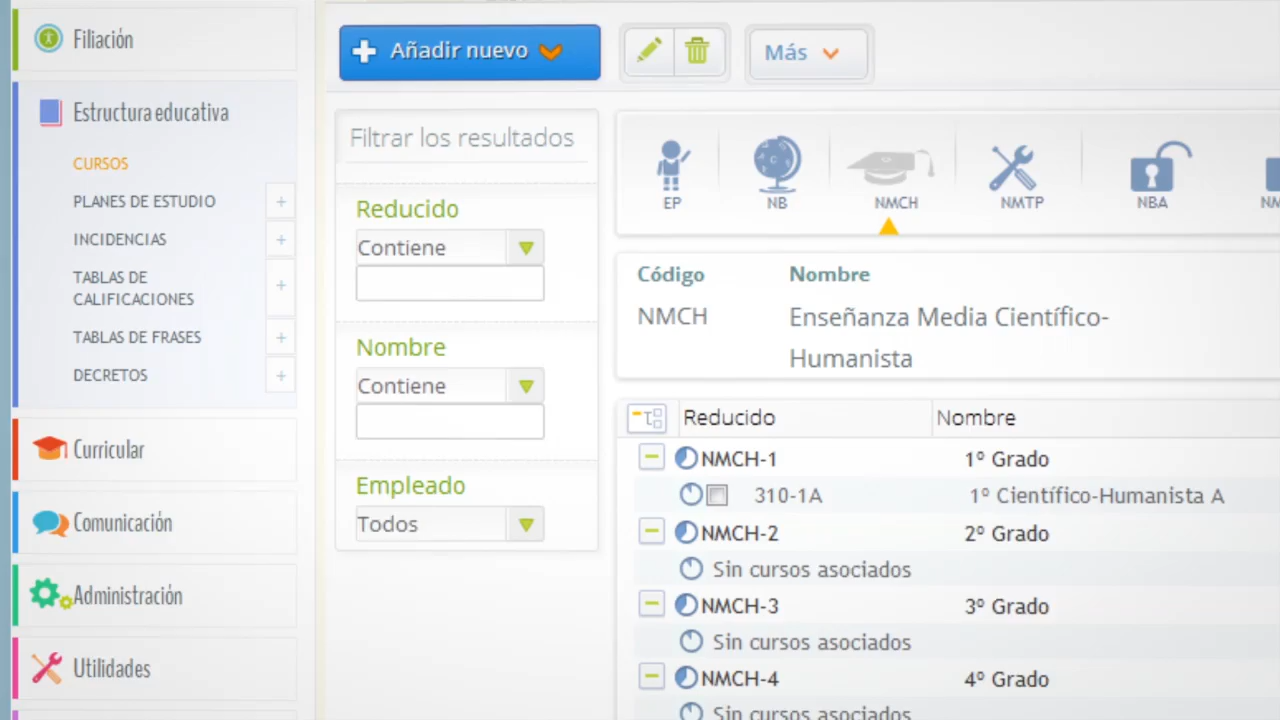 Filiación
Estructura educativa
CURSOS
PLANES DE ESTUDIO
INCIDENCIAS
TABLAS DE
CALIFICACIONES
TABLAS DE FRASES
DECRETOS
Curricular
Comunicación
Administración
Utilidades
Añadir nuevo
Más
Filtrar los resultados
Reducido
Contiene
Nombre
Contiene
Empleado
Todos
EP
NB
NMCH
NMTP
NBA
Código
Nombre
NMCH
Enseñanza Media Científico-
Humanista
Reducido
Nombre
NMCH-1
1º Grado
310-1A
1º Científico-Humanista A
NMCH-2
2º Grado
Sin cursos asociados
NMCH-3
3º Grado
Sin cursos asociados
NMCH-4
4º Grado
Sin cursos asociados